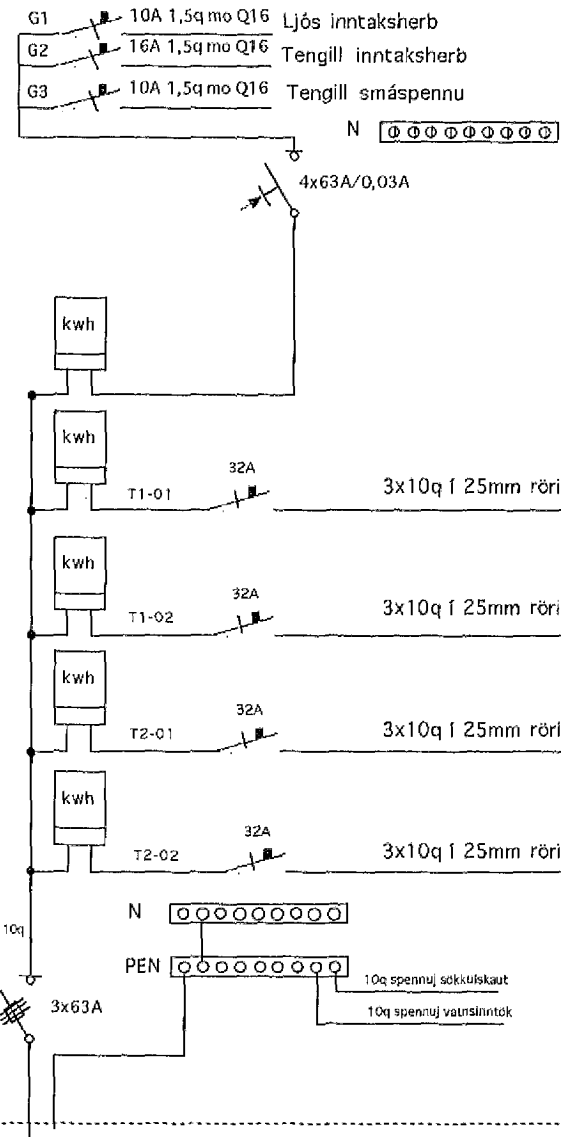 G1 10A 1,5q mo Q16 Ljós inntaksherb
G2 16A 1,5q mo Q16 Tengill inntaksherb
G3 10A 1,5q mo Q16 Tengill smáspennu
N
4x63A/0,03A
kwh
kwh
32A
T1-01 3x10q í 25mm röri
kwh
32A
T1-02 3x10q í 25mm röri
kwh
32A
T2-01 3x10q í 25mm röri
kwh
32A
T2-02 3x10q í 25mm röri
N
10q
PEN
10q spennuj sökkulskaut
3x63A
10q spennuj vatnsinntök